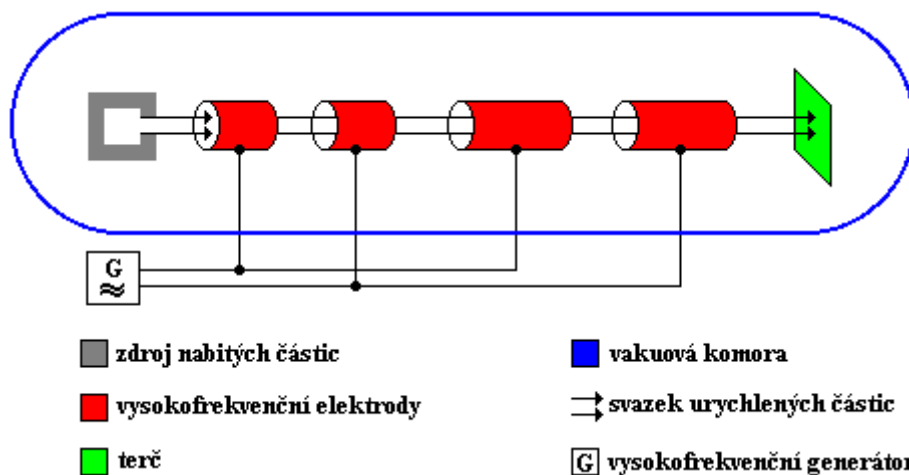 G
zdroj nabitých částic
vakuová komora
vysokofrekvenční elektrody
svazek urychlených částic
terč
G vysokofrekvenční generátor